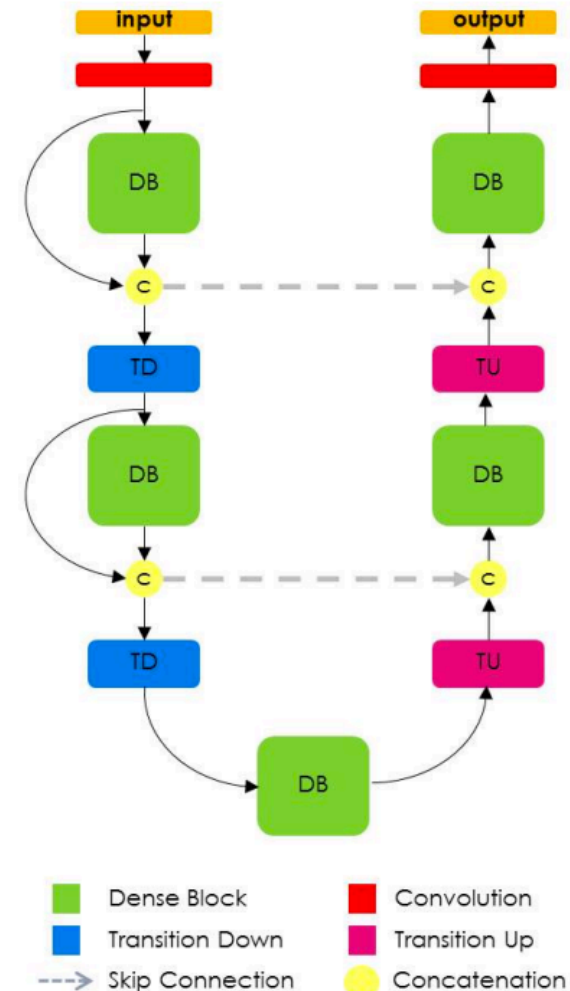 input
output
DB
DB
C
C
TD
TU
DB
DB
C
C
TD
TU
DB
Dense Block
Convolution
Transition Down
Transition Up
Skip Connection
Concatenation